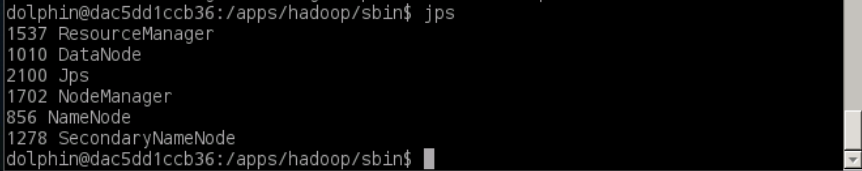 dolphin@dac5dd1ccb36:/apps/hadoop/sbin$ jps
1537 ResourceManager
1010 DataNode
2100 Jps
1702 NodeManager
856 NameNode
1278 SecondaryNameNode
dolphin@dac5dd1ccb36:/apps/hadoop/sbin$